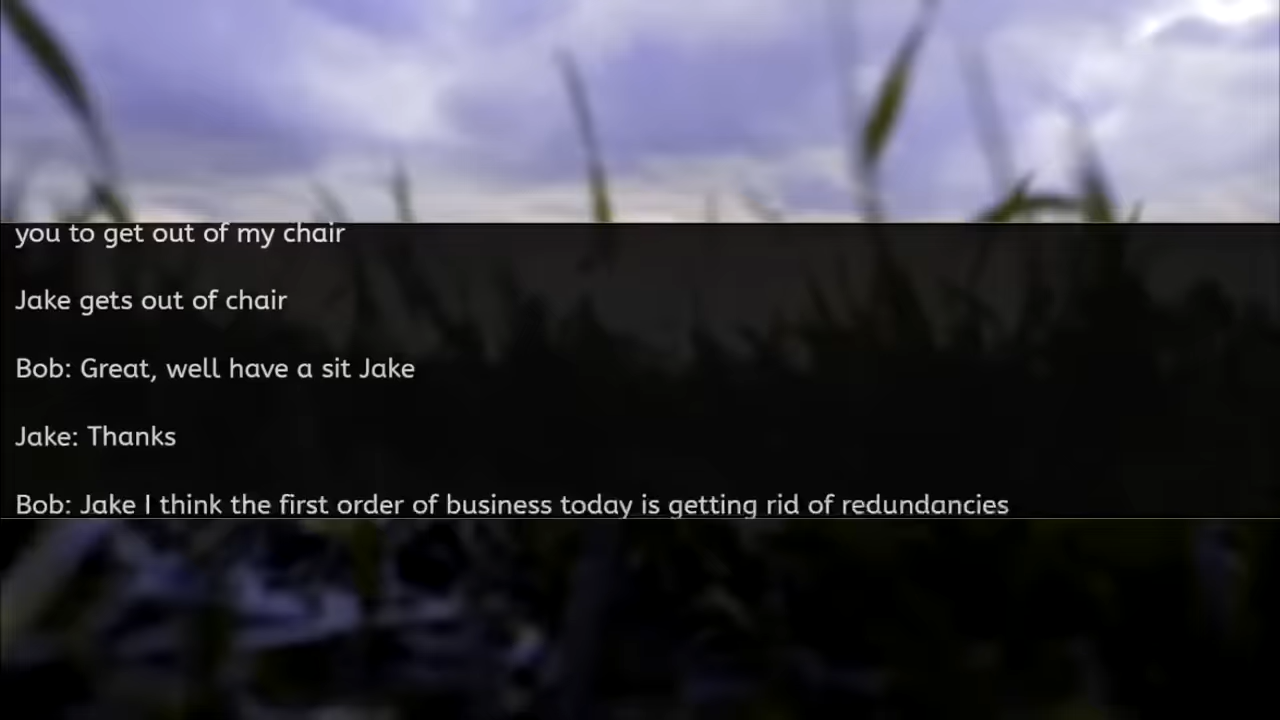 you to get out of my chair
Jake gets out of chair
Bob: Great, well have a sit Jake
Jake: Thanks
Bob: Jake I think the first order of business today is getting rid of redundancies